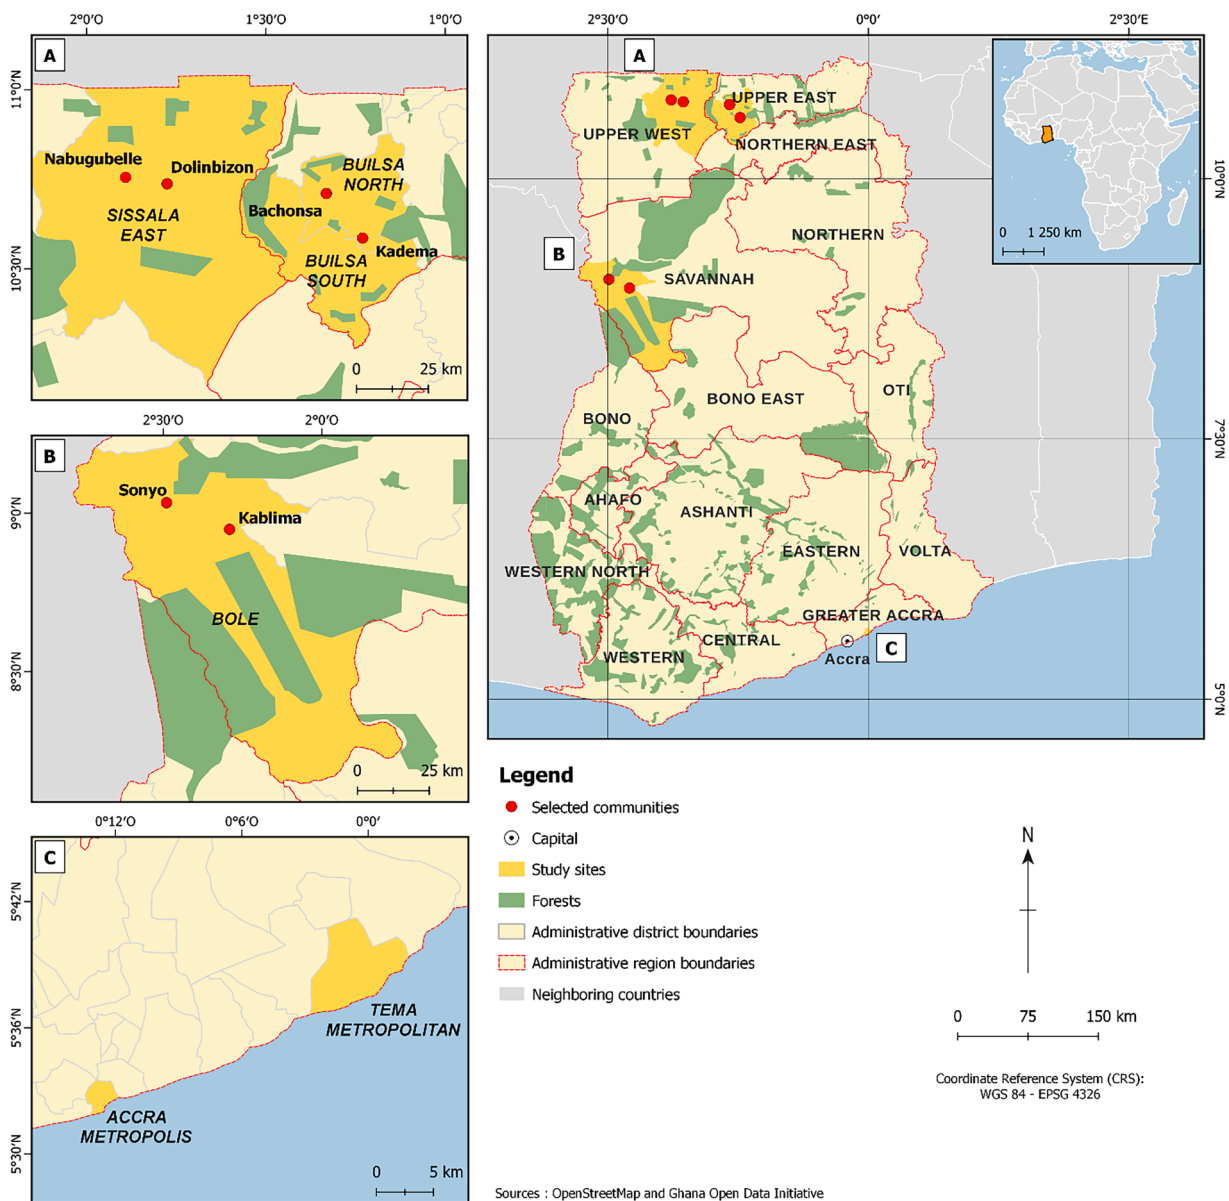 2°0'O
1°30'O
1°0'O
A
11°0'N
10°30'N
Nabugubelle
Dolinbizon
SISSALA
EAST
BUILSA
NORTH
Bachonsa
Kadema
BUILSA
SOUTH
0 25 km
2°30'O
2°0'O
B
9°0'N
8°30'N
Sonyo
Kablima
BOLE
0 25 km
0°12'O
0°6'O
0°0'
C
5°42'N
5°36'N
5°30'N
TEMA
METROPOLITAN
ACCRA
METROPOLIS
0 5 km
2°30'O
0°0'
2°30'E
A
UPPER EAST
UPPER WEST
NORTHERN EAST
0 1 250 km
10°0'N
B
NORTHERN
SAVANNAH
OTI
BONO EAST
BONO
7°30'N
AHAFO
ASHANTI
EASTERN
VOLTA
WESTERN NORTH
GREATER ACCRA
CENTRAL
WESTERN
Accra
C
5°0'N
Legend
Selected communities
Capital
Study sites
Forests
Administrative district boundaries
Administrative region boundaries
Neighboring countries
N
0 75 150 km
Coordinate Reference System (CRS):
WGS 84 - EPSG 4326
Sources : OpenStreetMap and Ghana Open Data Initiative